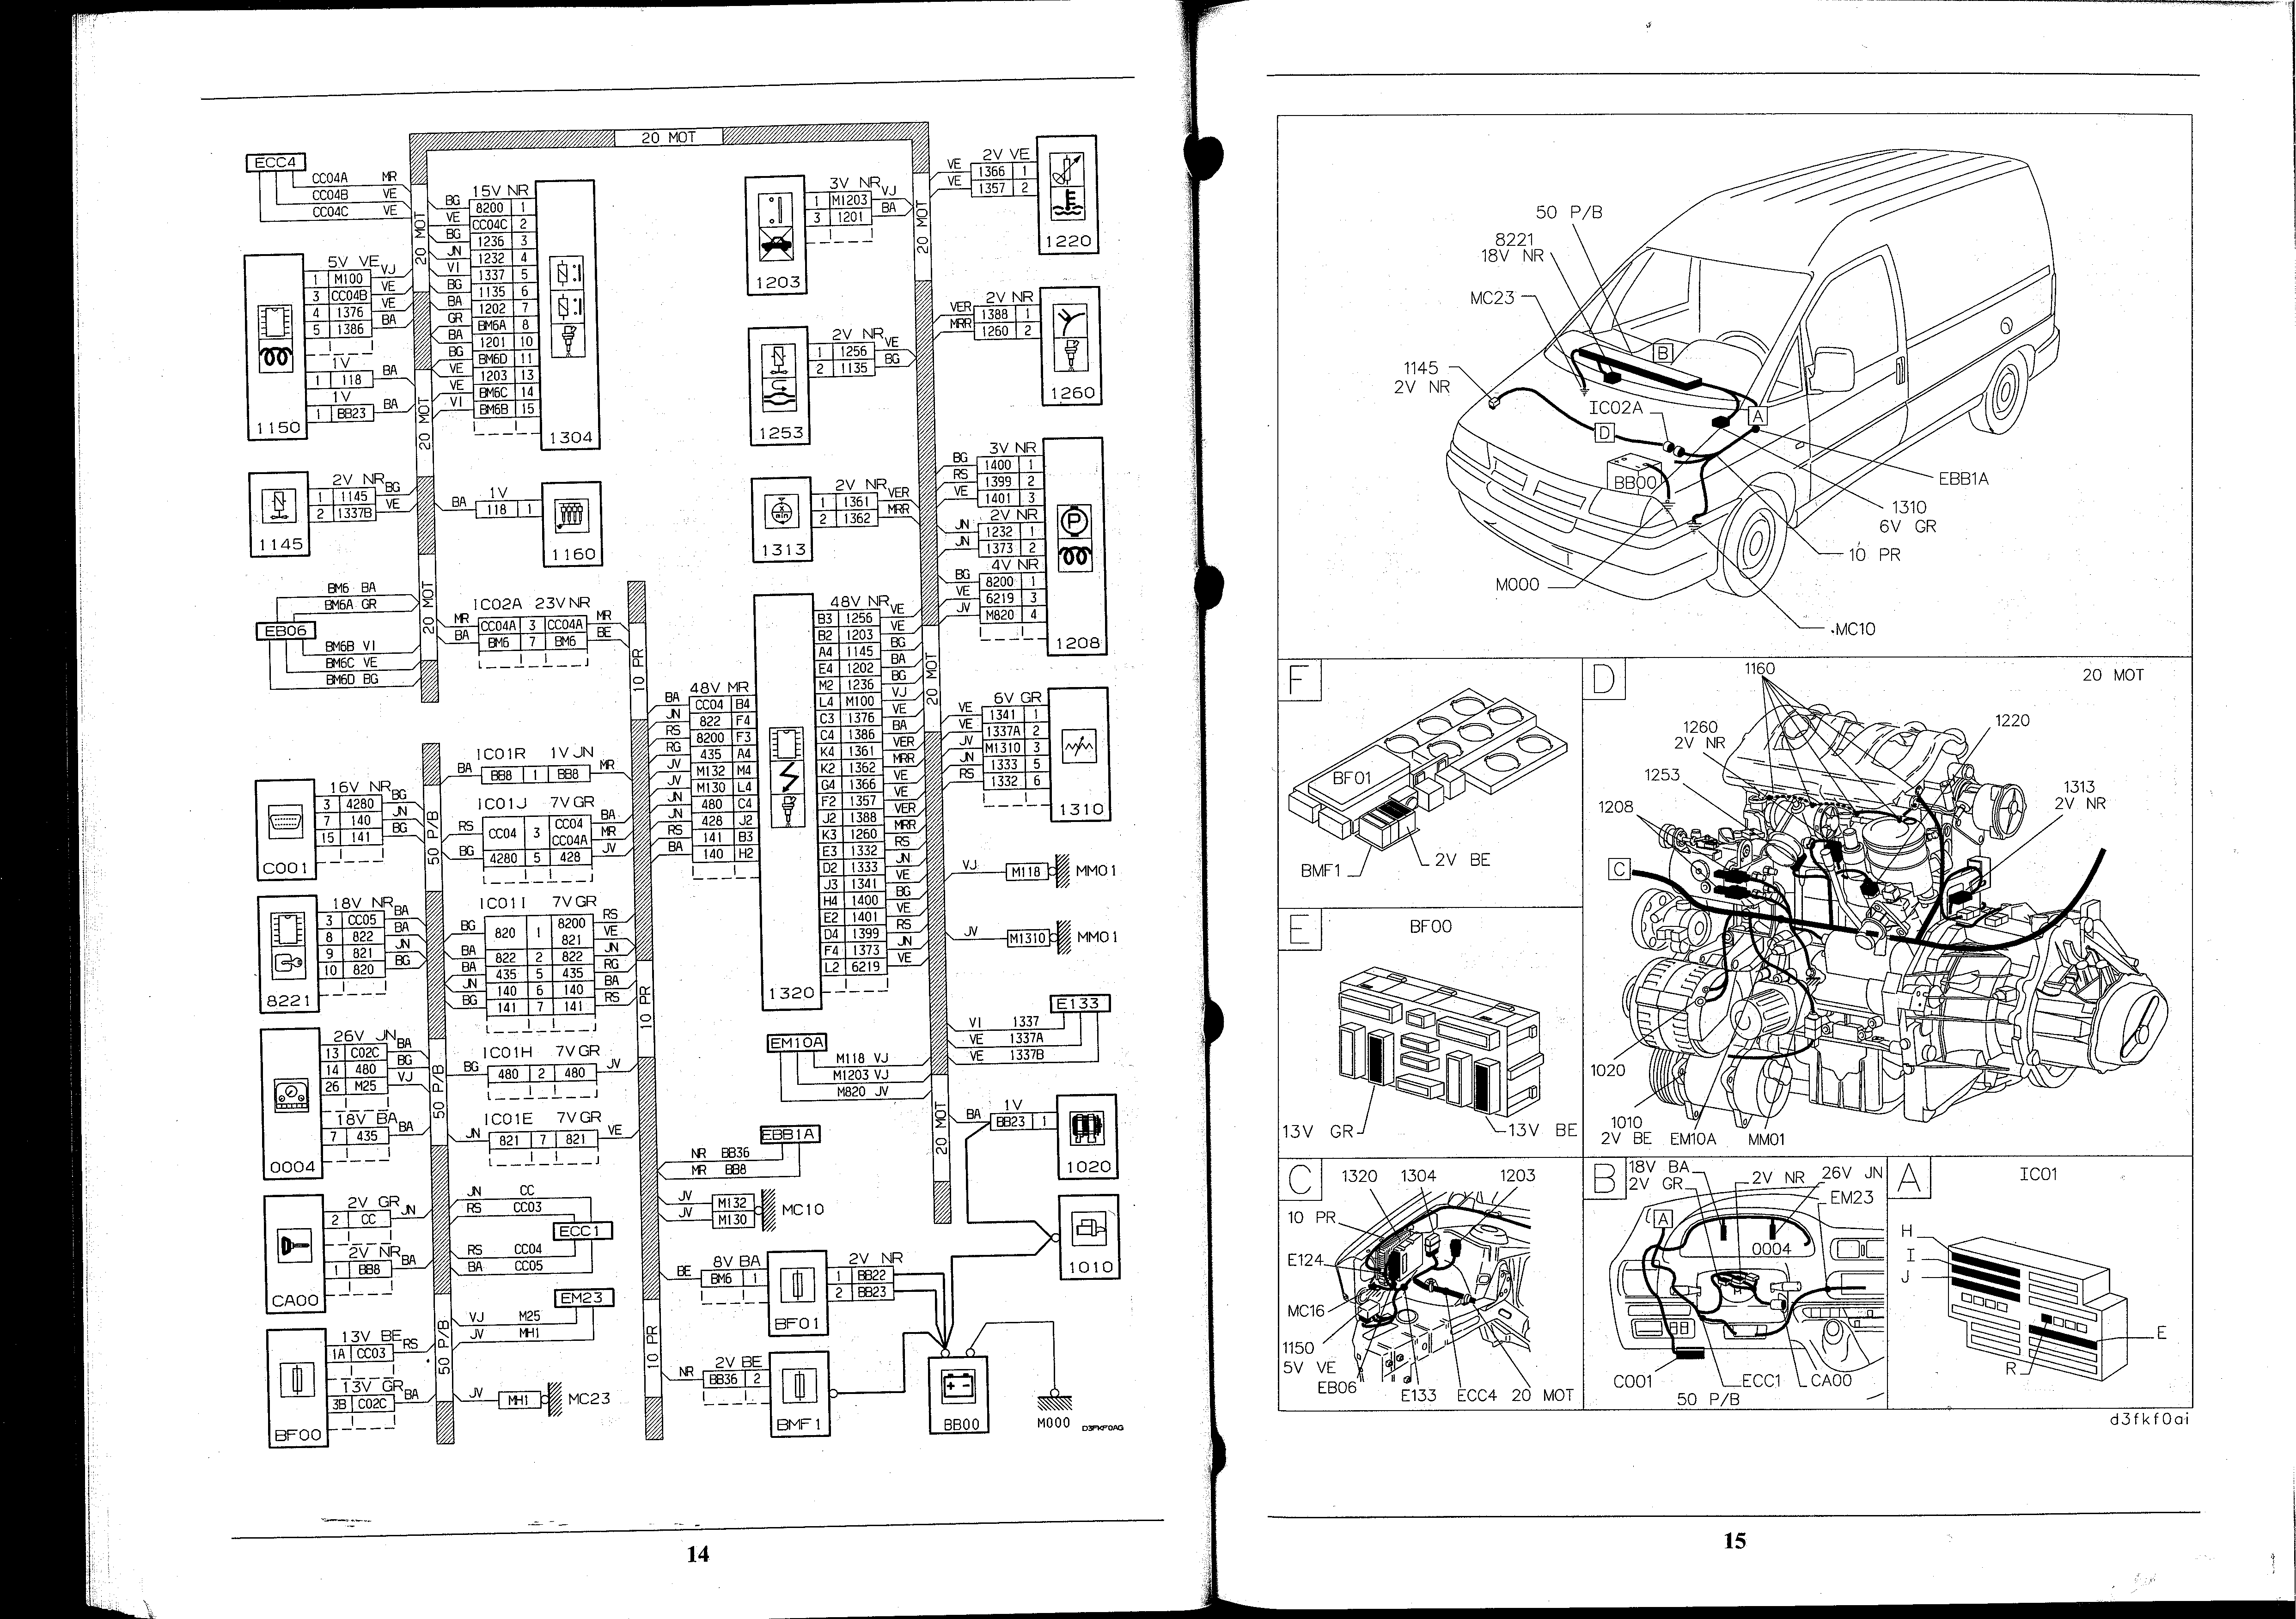 20 MOT
ECC4
CC04A MR
CC04B VE
CC04C VE
20 MOT
15V NR
BG 8200 1
VE CC04C 2
BG 1236 3
JN 1232 4
VI 1337 5
BG 1135 6
BA 1202 7
GR BM6A 8
BA 1201 10
BG BM6D 11
VE 1203 13
VE BM6C 14
VI BM6B 15
1304
5V VE
1 M100 VJ
3 CC04B VE
4 1376 VE
5 1386 BA
1V
1 118 BA
1V
1 BB23 BA
1150
20 MOT
2V NR
1 1145 BG
2 1337B VE
1145
1V
BA 118 1
1160
BM6 BA
BM6A GR
EB06
BM6B VI
BM6C VE
BM6D BG
20 MOT
IC02A 23V NR
MR CC04A 3 CC04A MR
BA BM6 7 BM6 BE
10 PR
3V NR
1 M1203 VJ
3 1201 BA
1203
20 MOT
2V VE
VE 1366 1
VE 1357 2
1220
2V NR
1 1256 VE
2 1135 BG
1253
2V NR
VER 1388 1
MRR 1260 2
1260
2V NR
1 1361 VER
2 1362 MRR
1313
3V NR
BG 1400 1
RS 1399 2
VE 1401 3
2V NR
JN 1232 1
JN 1373 2
4V NR
BG 8200 1
VE 6219 3
JV M820 4
1208
48V MR
BA CC04 B4
JN 822 F4
RS 8200 F3
RG 435 A4
JV M132 M4
JV M130 L4
JN 480 C4
JN 428 J2
RS 141 B3
BA 140 H2
1320
48V NR
B3 1256 VE
B2 1203 VE
A4 1145 BG
E4 1202 BA
M2 1236 BG
L4 M100 VJ
C3 1376 VE
C4 1386 BA
K4 1361 VER
K2 1362 MRR
G4 1366 VE
F2 1357 VE
J2 1388 VER
K3 1260 MRR
E3 1332 RS
D2 1333 JN
J3 1341 VE
H4 1400 BG
E2 1401 VE
D4 1399 RS
F4 1373 JN
L2 6219 VE
20 MOT
6V GR
VE 1341 1
VE 1337A 2
JV M1310 3
JN 1333 5
RS 1332 6
1310
VJ M118 MM01
JV M1310 MM01
E133
VI 1337
VE 1337A
VE 1337B
EM10A
M118 VJ
M1203 VJ
M820 JV
20 MOT
1V
BA BB23 1
1020
1010
16V NR
3 4280 BG
7 140 JN
15 141 BG
C001
50 P/B
IC01R 1V JN
BA BB8 1 BB8 MR
IC01J 7V GR
RS CC04 3 CC04 BA
CC04A MR
BG 4280 5 428 JV
18V NR
3 CC05 BA
8 822 BA
9 821 JN
10 820 BG
8221
IC01I 7V GR
BG 820 1 8200 RS
821 VE
BA 822 2 822 JN
BA 435 5 435 RG
JN 140 6 140 BA
BG 141 7 141 RS
10 PR
26V JN
13 C02C BA
14 480 BG
26 M25 VJ
18V BA
7 435 BA
0004
50 P/B
IC01H 7V GR
BG 480 2 480 JV
IC01E 7V GR
JN 821 7 821 VE
2V GR
2 CC JN
2V NR
1 BB8 BA
CA00
JN CC
RS CC03
ECC1
RS CC04
BA CC05
EM23
VJ M25
JV MH1
50 P/B
13V BE
1A CC03 RS
13V GR
3B C02C BA
BF00
JV MH1 MC23
EBB1A
NR BB36
MR BB8
JV M132
JV M130
MC10
10 PR
8V BA
BE BM6 1
2V NR
1 BB22
2 BB23
BF01
2V BE
NR BB36 2
BMF1
BB00
M000
D3FKF0AG
14
50 P/B
8221
18V NR
MC23
1145
2V NR
IC02A
B
A
D
BB00
EBB1A
1310
6V GR
10 PR
M000
MC10
F
BF01
BMF1
2V BE
D
20 MOT
1160
1260
2V NR
1220
1253
1313
2V NR
1208
C
1020
1010
2V BE
EM10A
MM01
E
BF00
13V GR
13V BE
C
1320
1304
1203
10 PR
E124
MC16
1150
5V VE
EB06
E133
ECC4
20 MOT
B
18V BA
2V GR
2V NR
26V JN
EM23
A
0004
C001
ECC1
CA00
50 P/B
A
IC01
H
I
J
E
R
d3fkf0ai
15